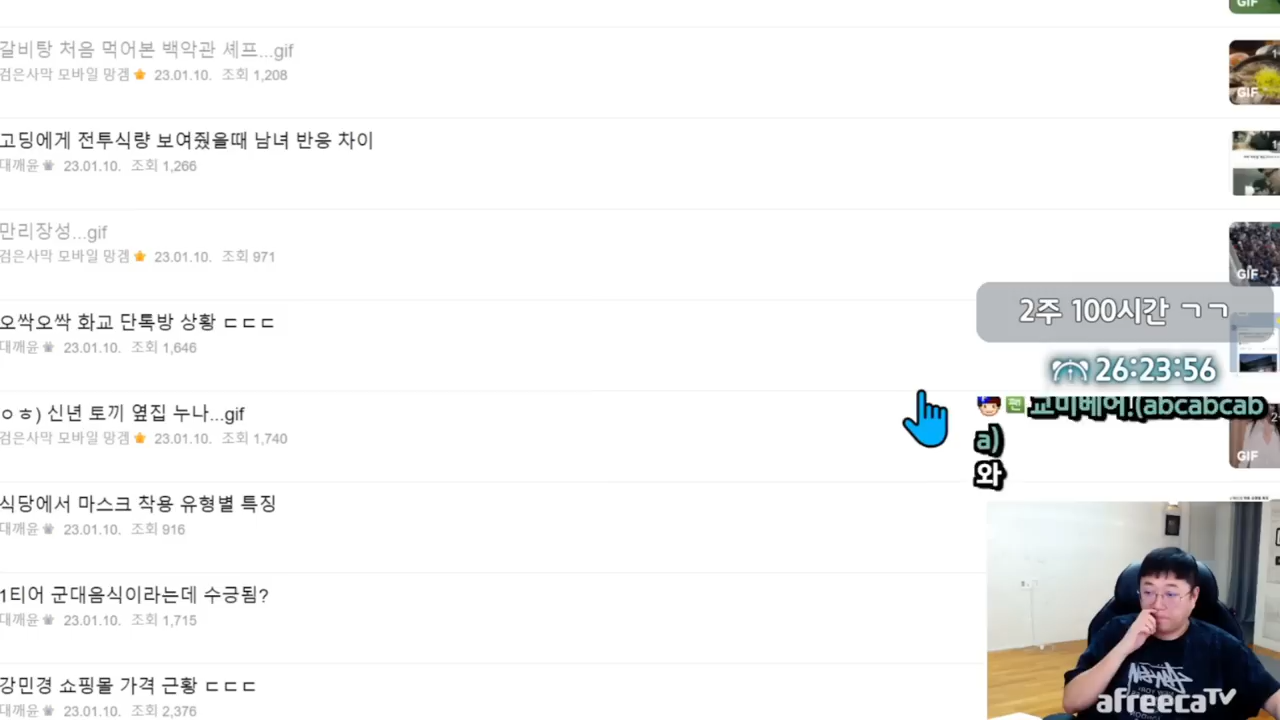 GIF
갈비탕 처음 먹어본 백악관 셰프...gif
검은사막 모바일 망겜 23.01.10. 조회 1,208
GIF
고딩에게 전투식량 보여줬을때 남녀 반응 차이
대깨윤 23.01.10. 조회 1,266
만리장성...gif
검은사막 모바일 망겜 23.01.10. 조회 971
GIF
2주 100시간 ㄱㄱ
오싹오싹 화교 단톡방 상황 ㄷㄷㄷ
대깨윤 23.01.10. 조회 1,646
26:23:56
팬 교미베어!(abcabcab
a)
와
ㅇㅎ) 신년 토끼 옆집 누나...gif
검은사막 모바일 망겜 23.01.10. 조회 1,740
GIF
식당에서 마스크 착용 유형별 특징
대깨윤 23.01.10. 조회 916
1티어 군대음식이라는데 수긍됨?
대깨윤 23.01.10. 조회 1,715
강민경 쇼핑몰 가격 근황 ㄷㄷㄷ
대깨윤 23.01.10. 조회 2,376
afreecaTV